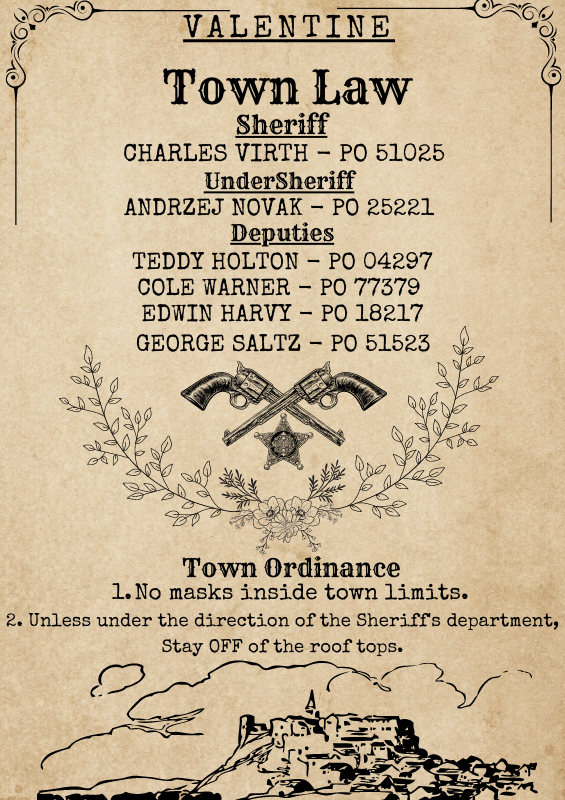 VALENTINE
Town Law
Sheriff
CHARLES VIRTH – PO 51025
UnderSheriff
ANDRZEJ NOVAK – PO 25221
Deputies
TEDDY HOLTON – PO 04297
COLE WARNER – PO 77379
EDWIN HARVY – PO 18217
GEORGE SALTZ – PO 51523
Town Ordinance
1. No masks inside town limits.
2. Unless under the direction of the Sheriff's department,
Stay OFF of the roof tops.